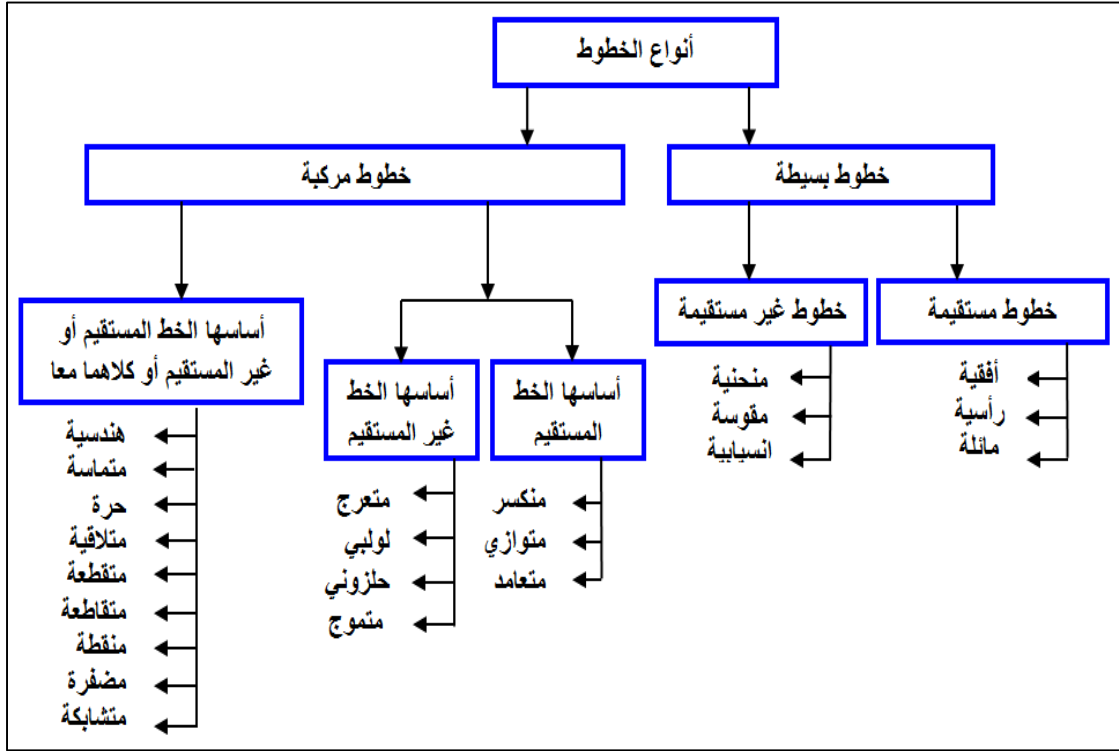 أنواع الخطوط
خطوط بسيطة
خطوط مركبة
خطوط مستقيمة
أفقية
رأسية
مائلة
خطوط غير مستقيمة
منحنية
مقوسة
انسيابية
أساسها الخط
المستقيم
منكسر
متوازي
متعامد
أساسها الخط
غير المستقيم
متعرج
لولبي
حلزوني
متموج
أساسها الخط المستقيم أو
غير المستقيم أو كلاهما معا
هندسية
متماسة
حرة
متلاقية
متقطعة
متقاطعة
منقطة
مضفرة
متشابكة